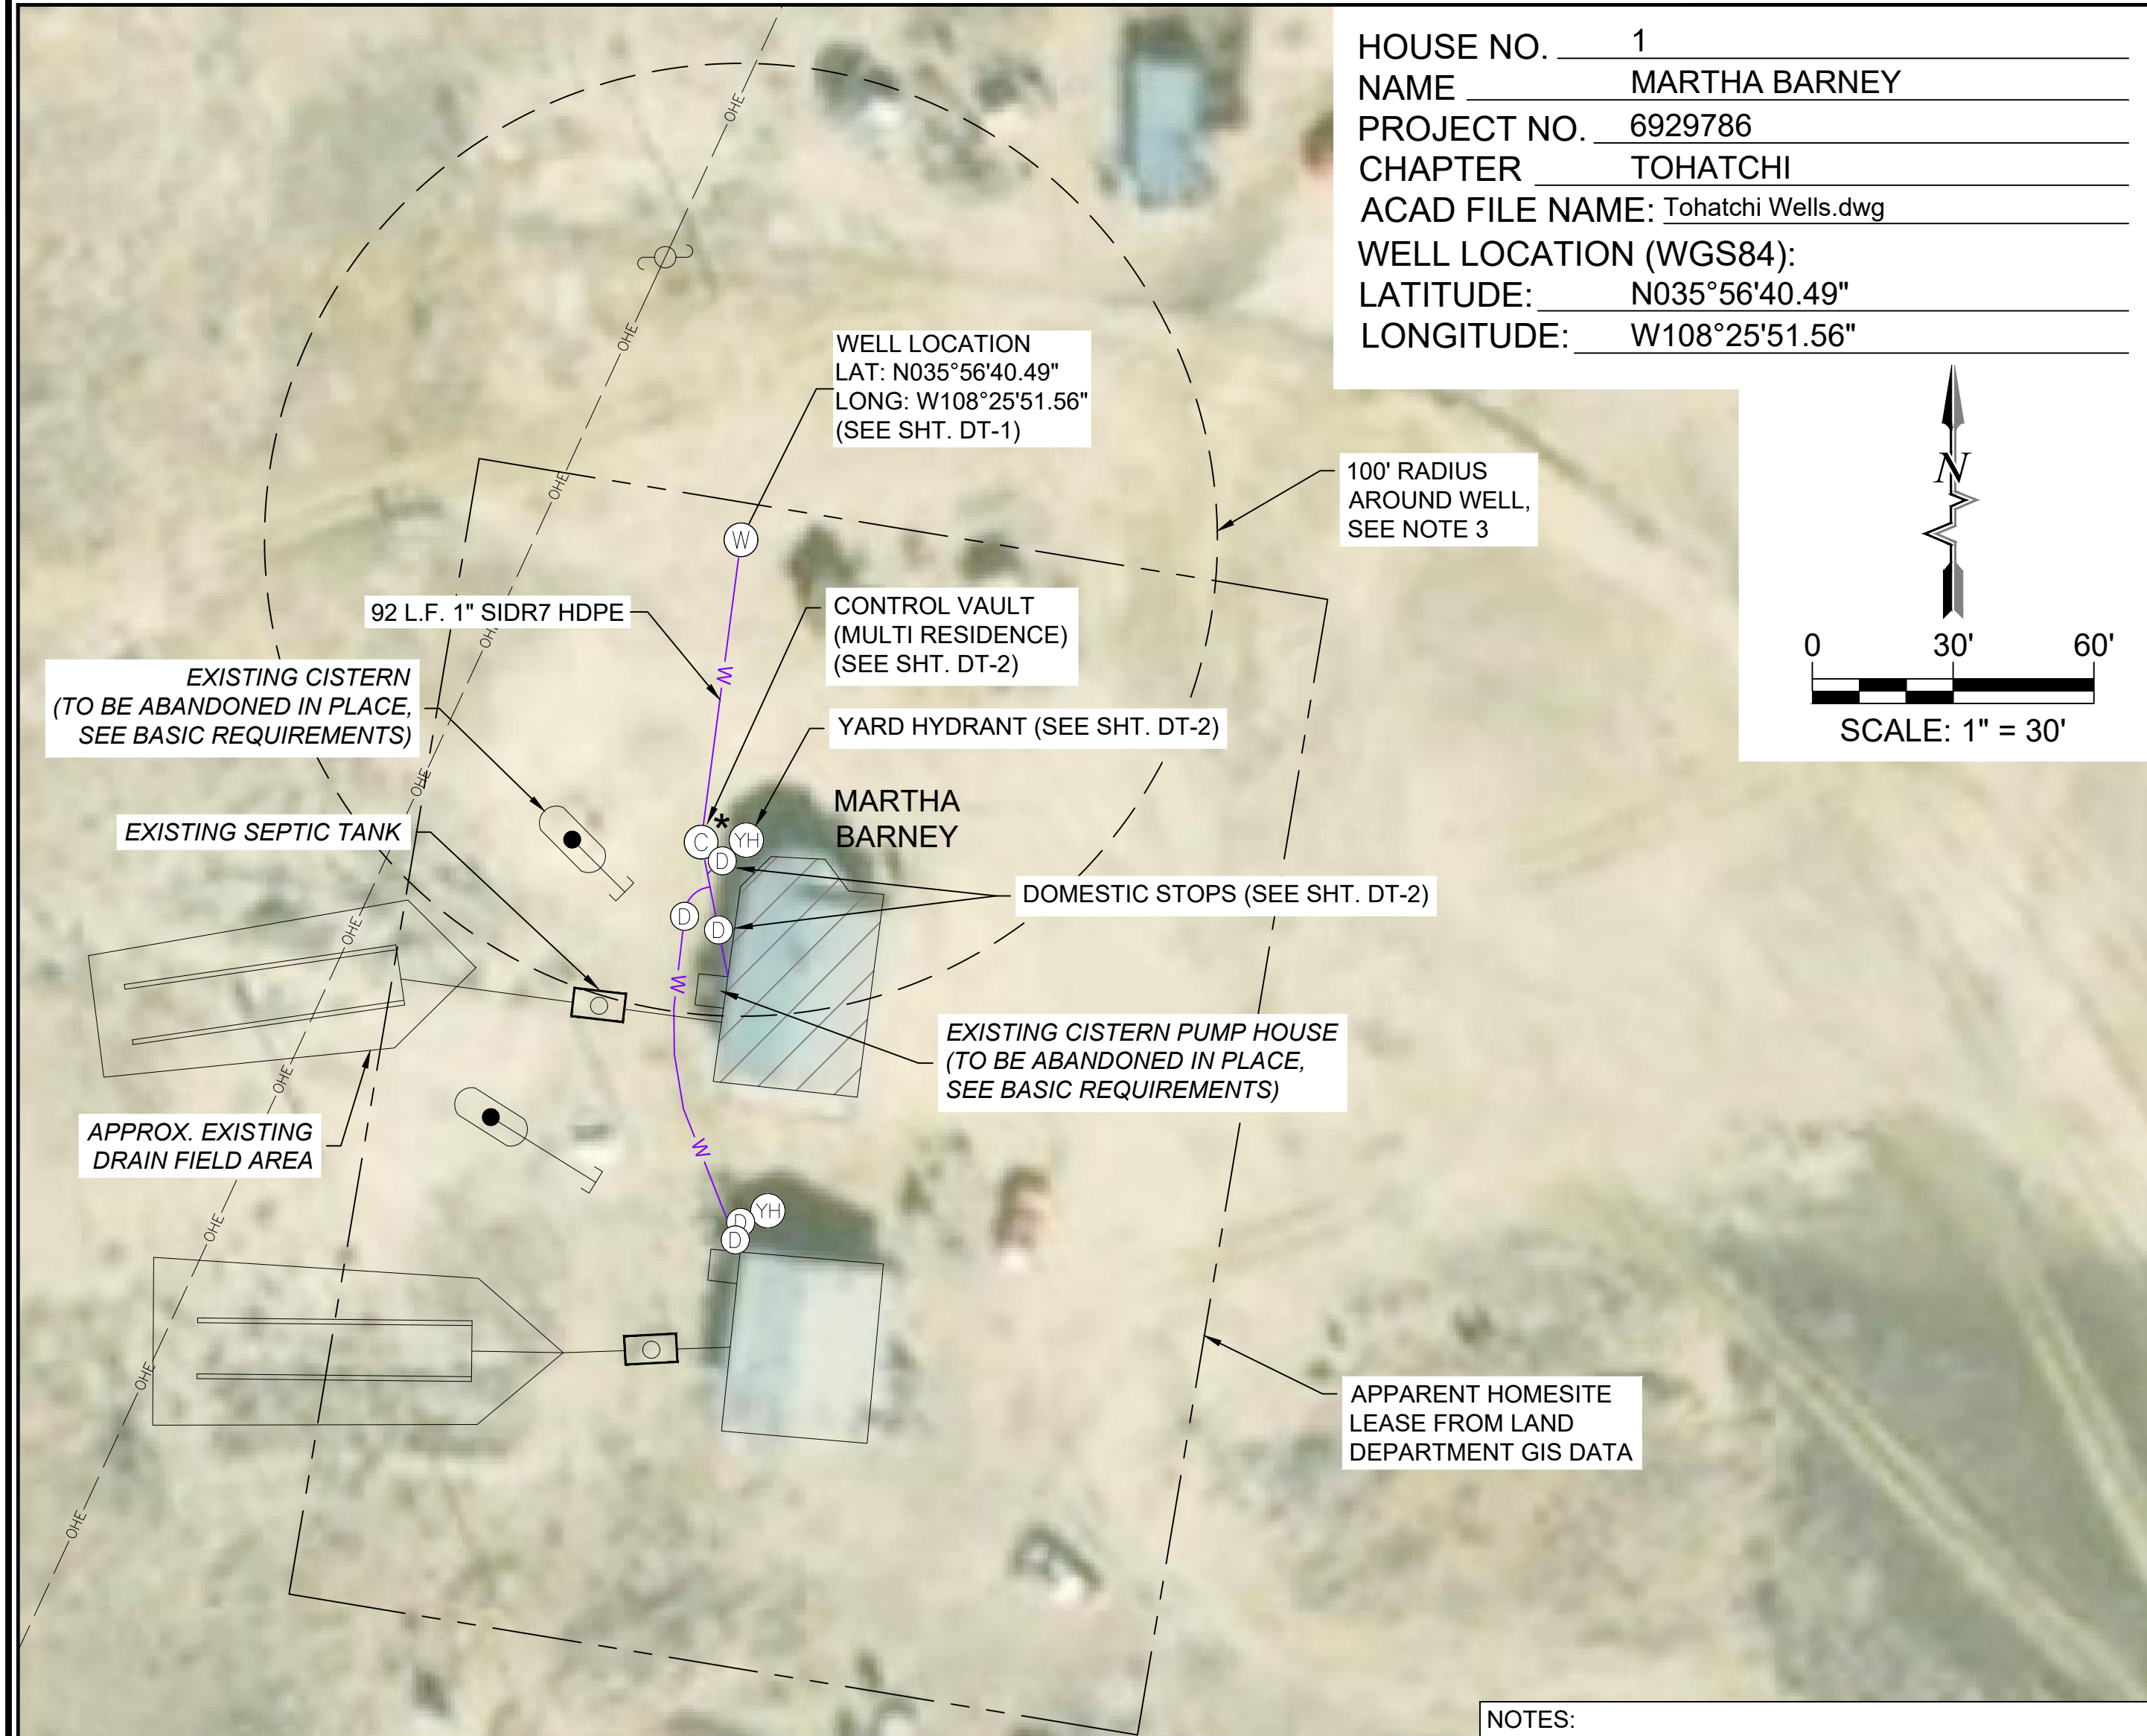 HOUSE NO. 1
NAME MARTHA BARNEY
PROJECT NO. 6929786
CHAPTER TOHATCHI
ACAD FILE NAME: Tohatchi Wells.dwg
WELL LOCATION (WGS84):
LATITUDE: N035°56'40.49"
LONGITUDE: W108°25'51.56"
N
0 30' 60'
SCALE: 1" = 30'
OHE
OHE
OHE
WELL LOCATION
LAT: N035°56'40.49"
LONG: W108°25'51.56"
(SEE SHT. DT-1)
100' RADIUS
AROUND WELL,
SEE NOTE 3
W
92 L.F. 1" SIDR7 HDPE
OHE
W
CONTROL VAULT
(MULTI RESIDENCE)
(SEE SHT. DT-2)
EXISTING CISTERN
(TO BE ABANDONED IN PLACE,
SEE BASIC REQUIREMENTS)
YARD HYDRANT (SEE SHT. DT-2)
OHE
MARTHA
BARNEY
EXISTING SEPTIC TANK
*
C
YH
D
DOMESTIC STOPS (SEE SHT. DT-2)
D
D
OHE
W
EXISTING CISTERN PUMP HOUSE
(TO BE ABANDONED IN PLACE,
SEE BASIC REQUIREMENTS)
OHE
APPROX. EXISTING
DRAIN FIELD AREA
W
OHE
YH
D
D
OHE
APPARENT HOMESITE
LEASE FROM LAND
DEPARTMENT GIS DATA
OHE
NOTES: